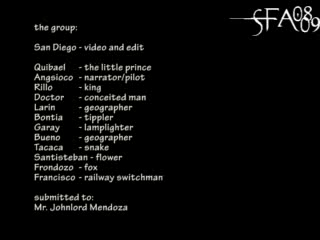 SFA0809
the group:
San Diego - video and edit
Quibael - the little prince
Angsioco - narrator/pilot
Rillo - king
Doctor - conceited man
Larin - geographer
Bontia - tippler
Garay - lamplighter
Bueno - geographer
Tacaca - snake
Santisteban - flower
Frondozo - fox
Francisco - railway switchman
submitted to:
Mr. Johnlord Mendoza